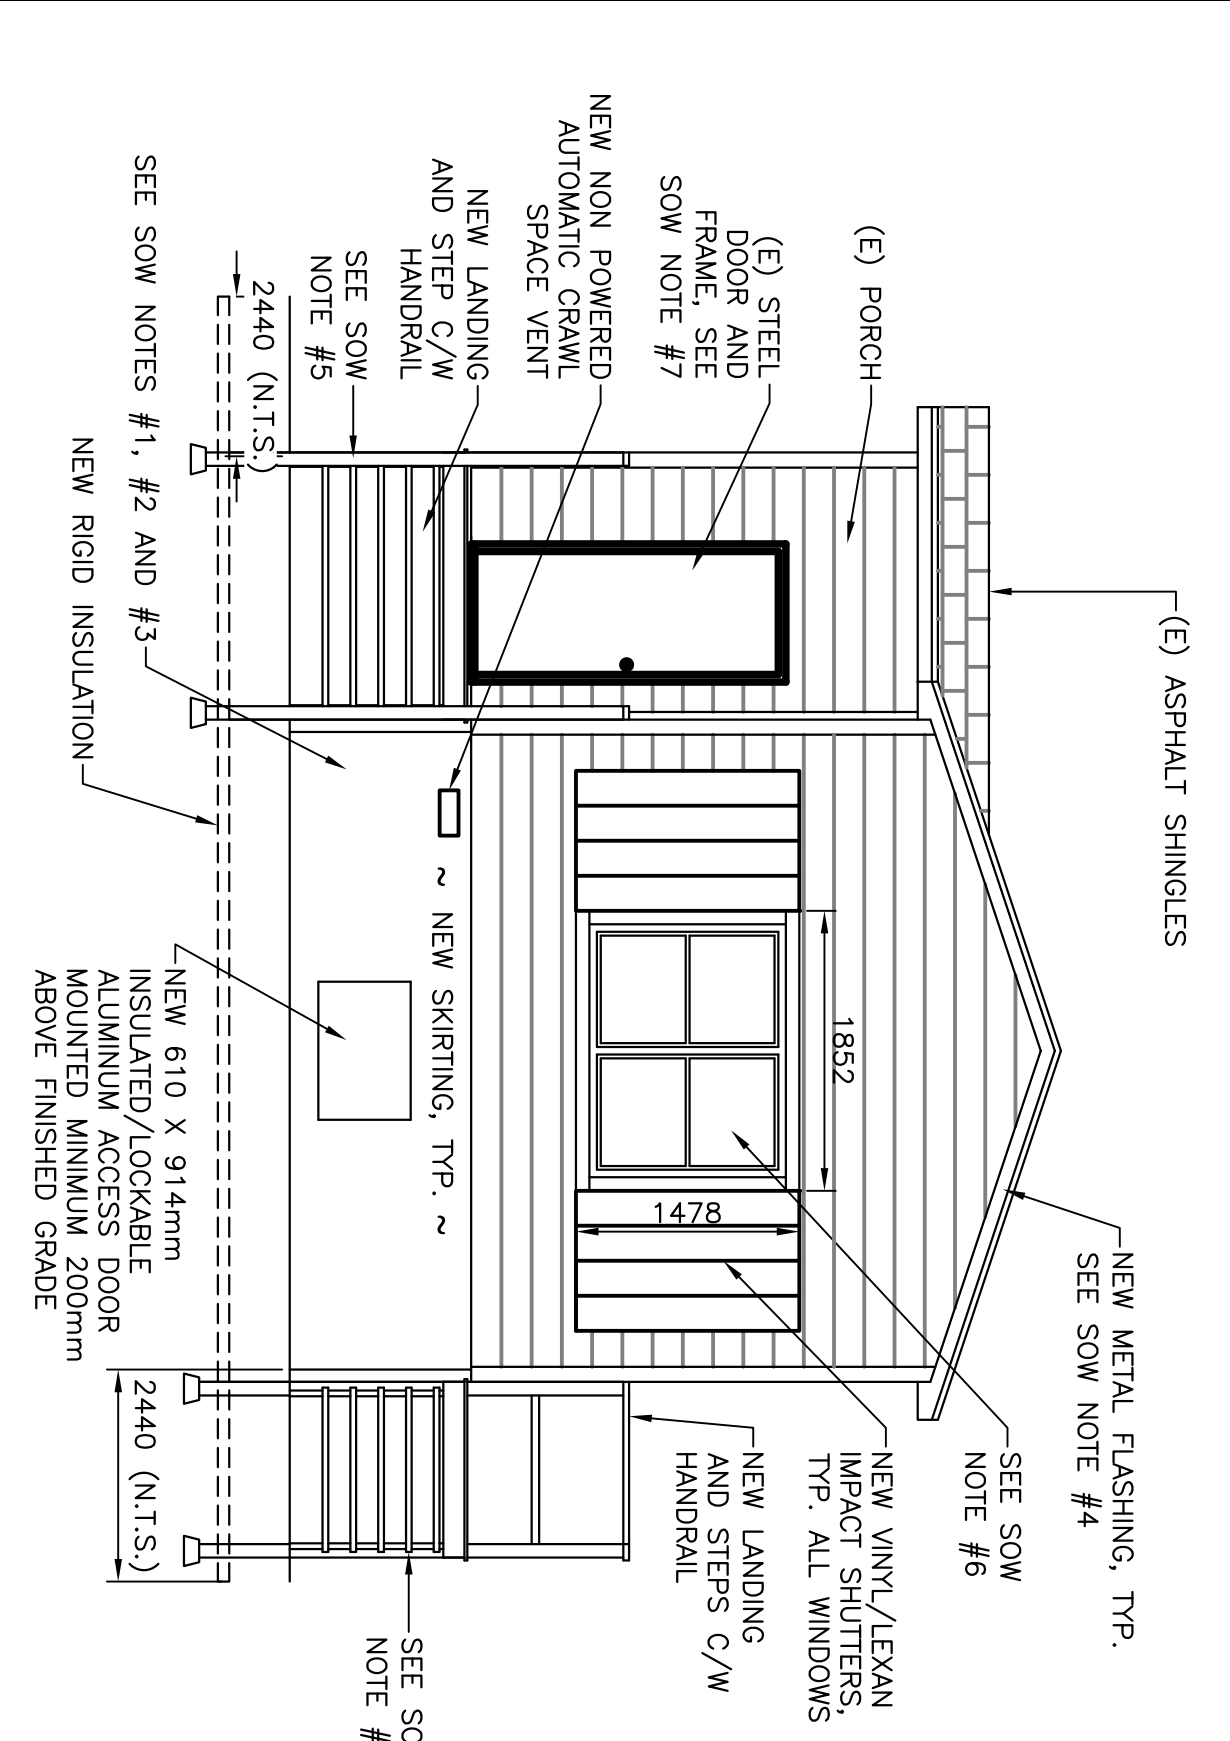 (E) ASPHALT SHINGLES
NEW METAL FLASHING, TYP.
SEE SOW NOTE #4
SEE SOW
NOTE #6
NEW VINYL/LEXAN
IMPACT SHUTTERS,
TYP. ALL WINDOWS
NEW LANDING
AND STEPS C/W
HANDRAIL
(E) PORCH
(E) STEEL
DOOR AND
FRAME, SEE
SOW NOTE #7
NEW NON POWERED
AUTOMATIC CRAWL
SPACE VENT
NEW LANDING
AND STEP C/W
HANDRAIL
SEE SOW
NOTE #5
1852
1478
~ NEW SKIRTING, TYP. ~
SEE
NOTE #
2440 (N.T.S.)
2440 (N.T.S.)
SEE SOW NOTES #1, #2 AND #3
NEW RIGID INSULATION
NEW 610 X 914mm
INSULATED/LOCKABLE
ALUMINUM ACCESS DOOR
MOUNTED MINIMUM 200mm
ABOVE FINISHED GRADE